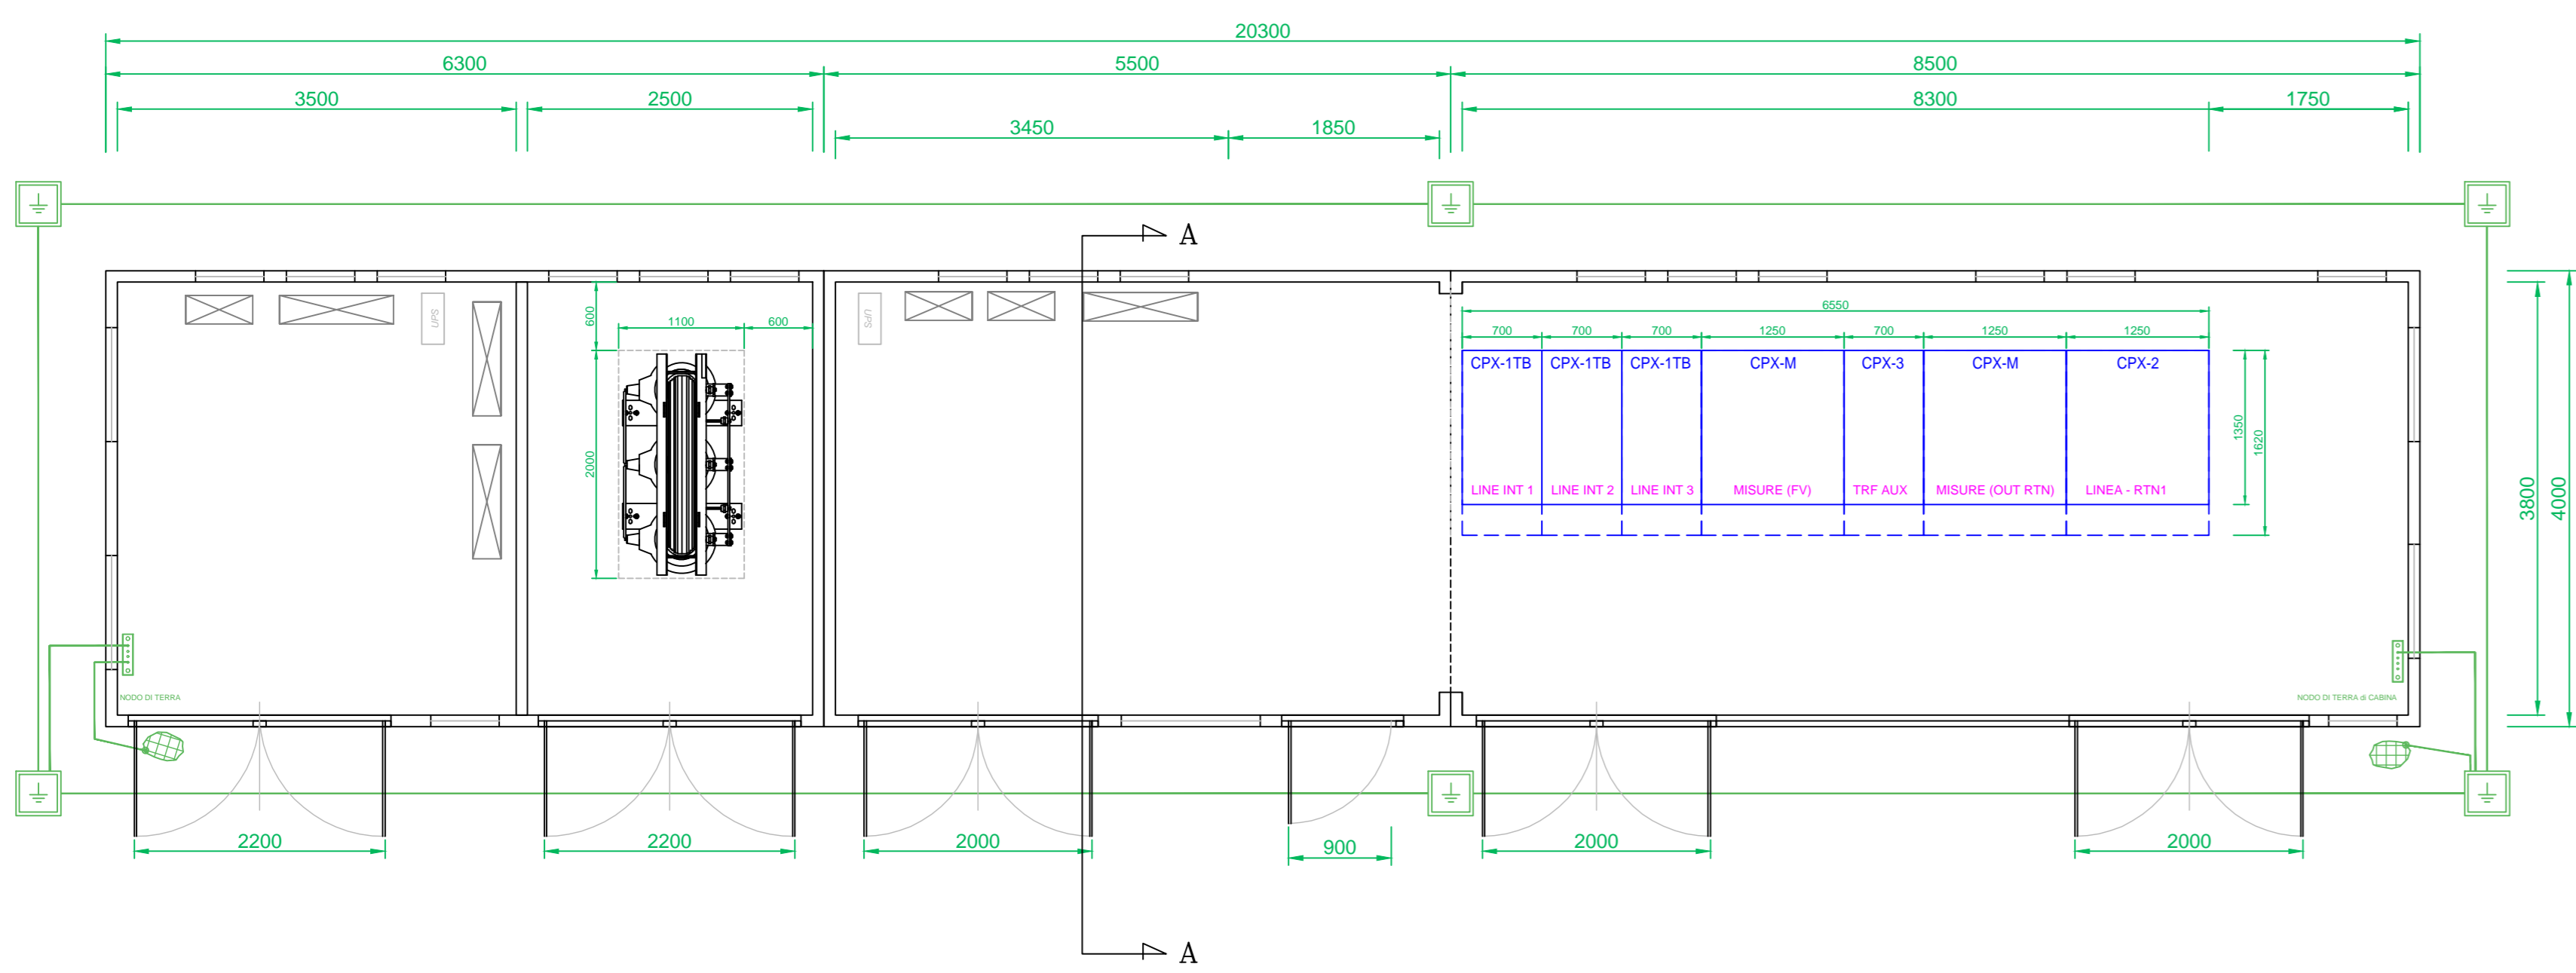 20300
6300 5500 8500
3500 2500 8300 1750
3450 1850
A
600 1100 600 6550
700 700 700 1250 700 1250 1250
UPS UPS
CPX-1TB CPX-1TB CPX-1TB CPX-M CPX-3 CPX-M CPX-2
2000 1350 1620
LINE INT 1 LINE INT 2 LINE INT 3 MISURE (FV) TRF AUX MISURE (OUT RTN) LINEA - RTN1
3800 4000
NODO DI TERRA NODO DI TERRA di CABINA
2200 2200 2000 900 2000 2000
A